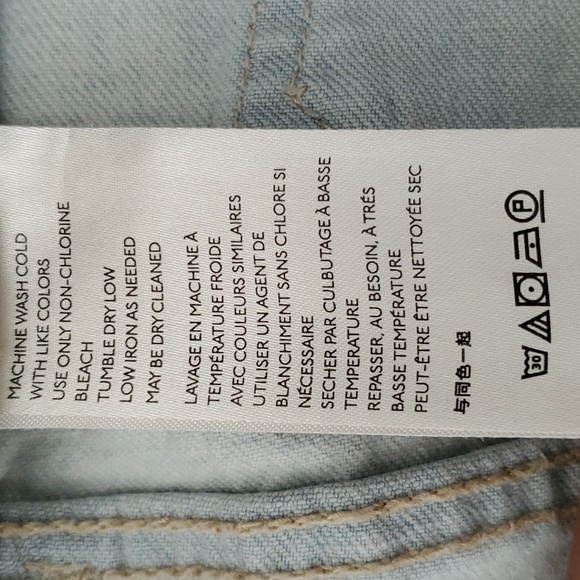 MACHINE WASH COLD
WITH LIKE COLORS
USE ONLY NON-CHLORINE
BLEACH
TUMBLE DRY LOW
LOW IRON AS NEEDED
MAY BE DRY CLEANED
LAVAGE EN MACHINE À
TEMPÉRATURE FROIDE
AVEC COULEURS SIMILAIRES
UTILISER UN AGENT DE
BLANCHIMENT SANS CHLORE SI
NÉCESSAIRE
SECHER PAR CULBUTAGE À BASSE
TEMPERATURE
REPASSER, AU BESOIN, À TRÉS
BASSE TEMPÉRATURE
PEUT-ÊTRE ÊTRE NETTOYÉE SEC
与同色一起
30 P